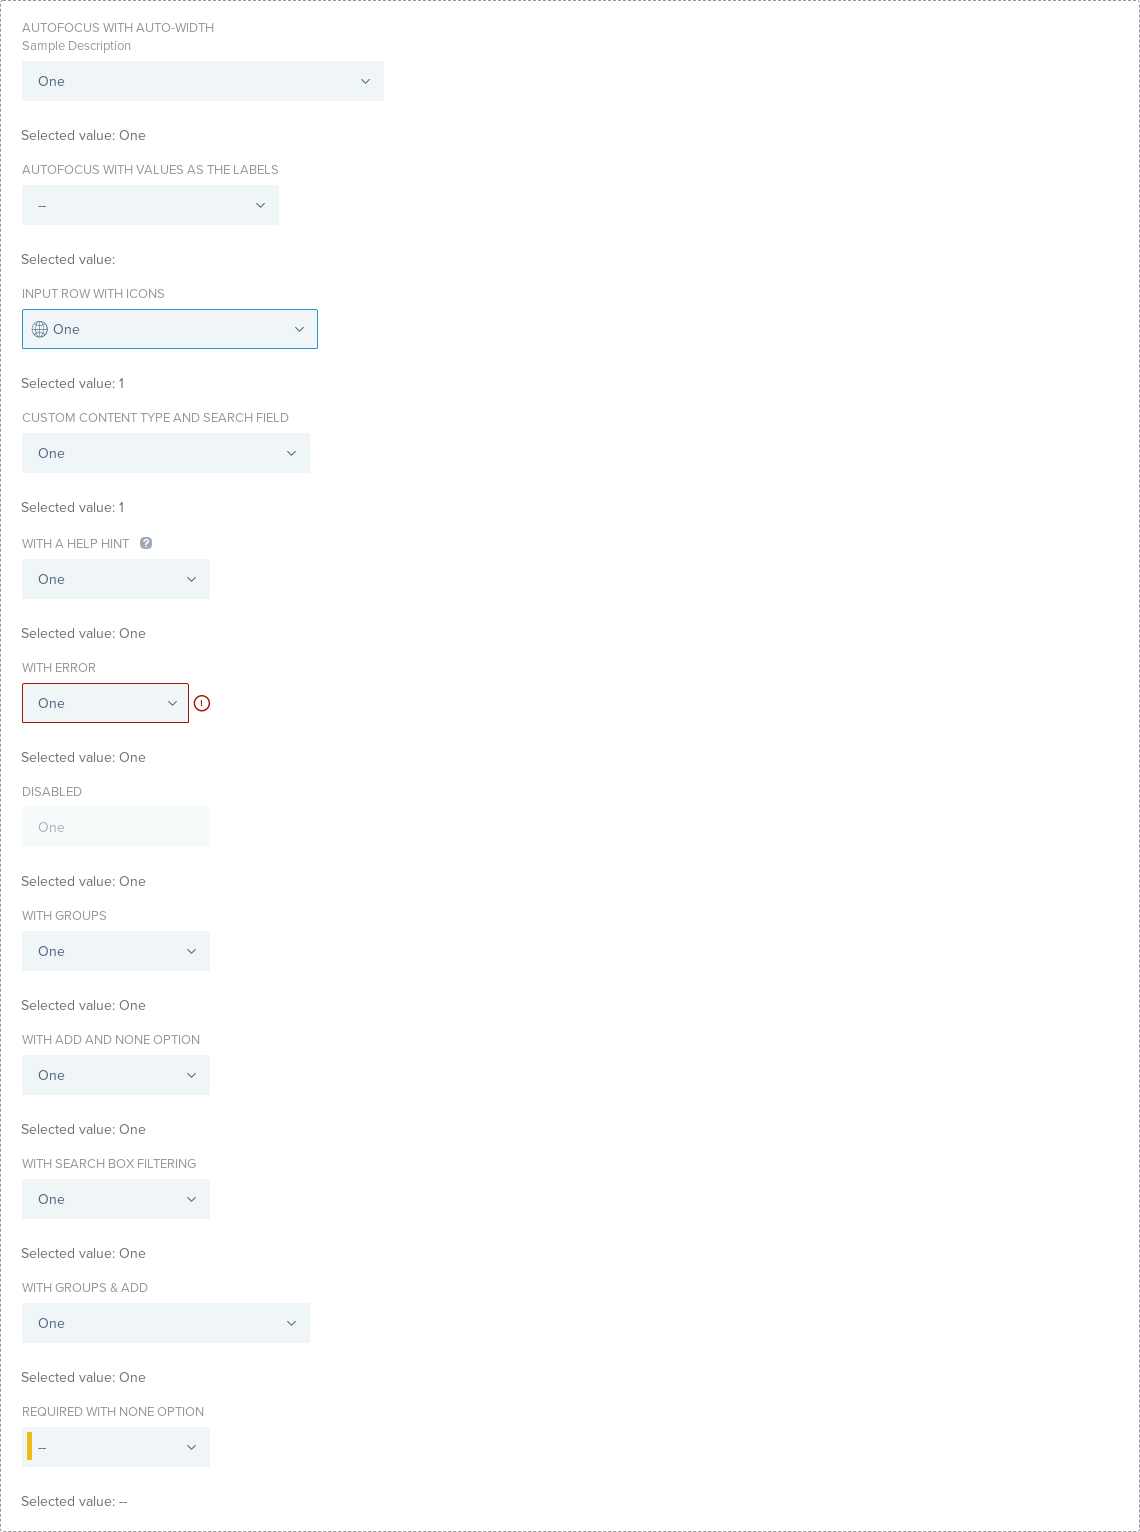 AUTOFOCUS WITH AUTO-WIDTH
Sample Description
One
Selected value: One
AUTOFOCUS WITH VALUES AS THE LABELS
--
Selected value:
INPUT ROW WITH ICONS
One
Selected value: 1
CUSTOM CONTENT TYPE AND SEARCH FIELD
One
Selected value: 1
WITH A HELP HINT ?
One
Selected value: One
WITH ERROR
One
Selected value: One
DISABLED
One
Selected value: One
WITH GROUPS
One
Selected value: One
WITH ADD AND NONE OPTION
One
Selected value: One
WITH SEARCH BOX FILTERING
One
Selected value: One
WITH GROUPS & ADD
One
Selected value: One
REQUIRED WITH NONE OPTION
--
Selected value: --